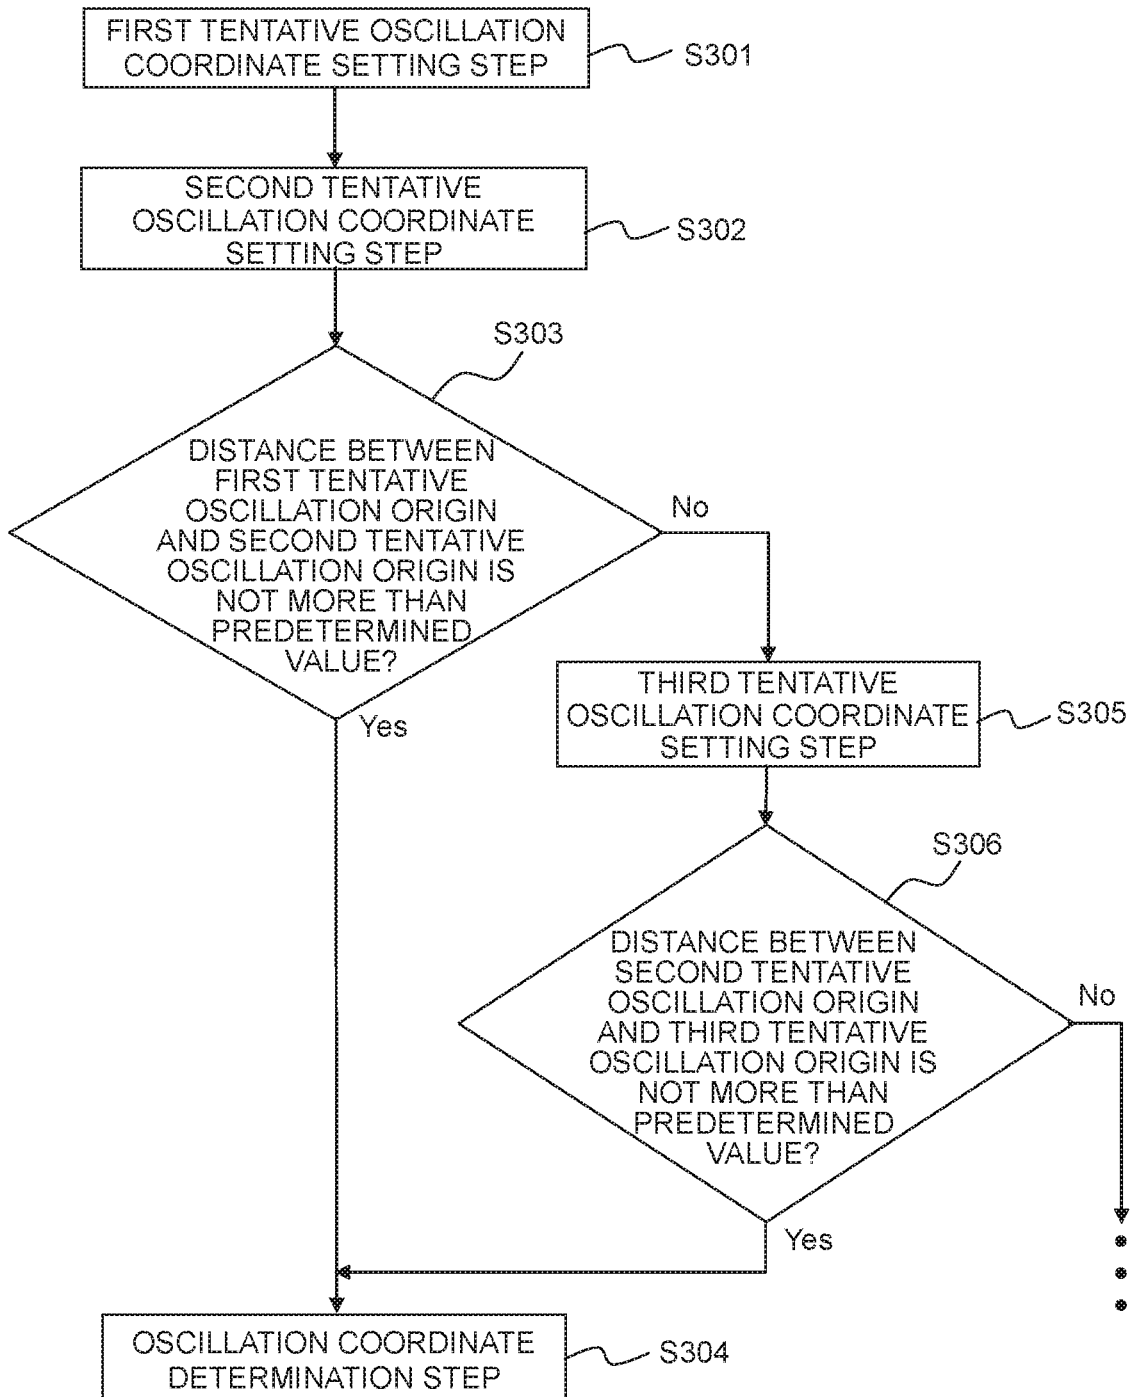 FIRST TENTATIVE OSCILLATION
COORDINATE SETTING STEP
S301
SECOND TENTATIVE
OSCILLATION COORDINATE
SETTING STEP
S302
S303
DISTANCE BETWEEN
FIRST TENTATIVE
OSCILLATION ORIGIN
AND SECOND TENTATIVE
OSCILLATION ORIGIN IS
NOT MORE THAN
PREDETERMINED
VALUE?
No
Yes
THIRD TENTATIVE
OSCILLATION COORDINATE
SETTING STEP
S305
S306
DISTANCE BETWEEN
SECOND TENTATIVE
OSCILLATION ORIGIN
AND THIRD TENTATIVE
OSCILLATION ORIGIN IS
NOT MORE THAN
PREDETERMINED
VALUE?
No
Yes
OSCILLATION COORDINATE
DETERMINATION STEP
S304